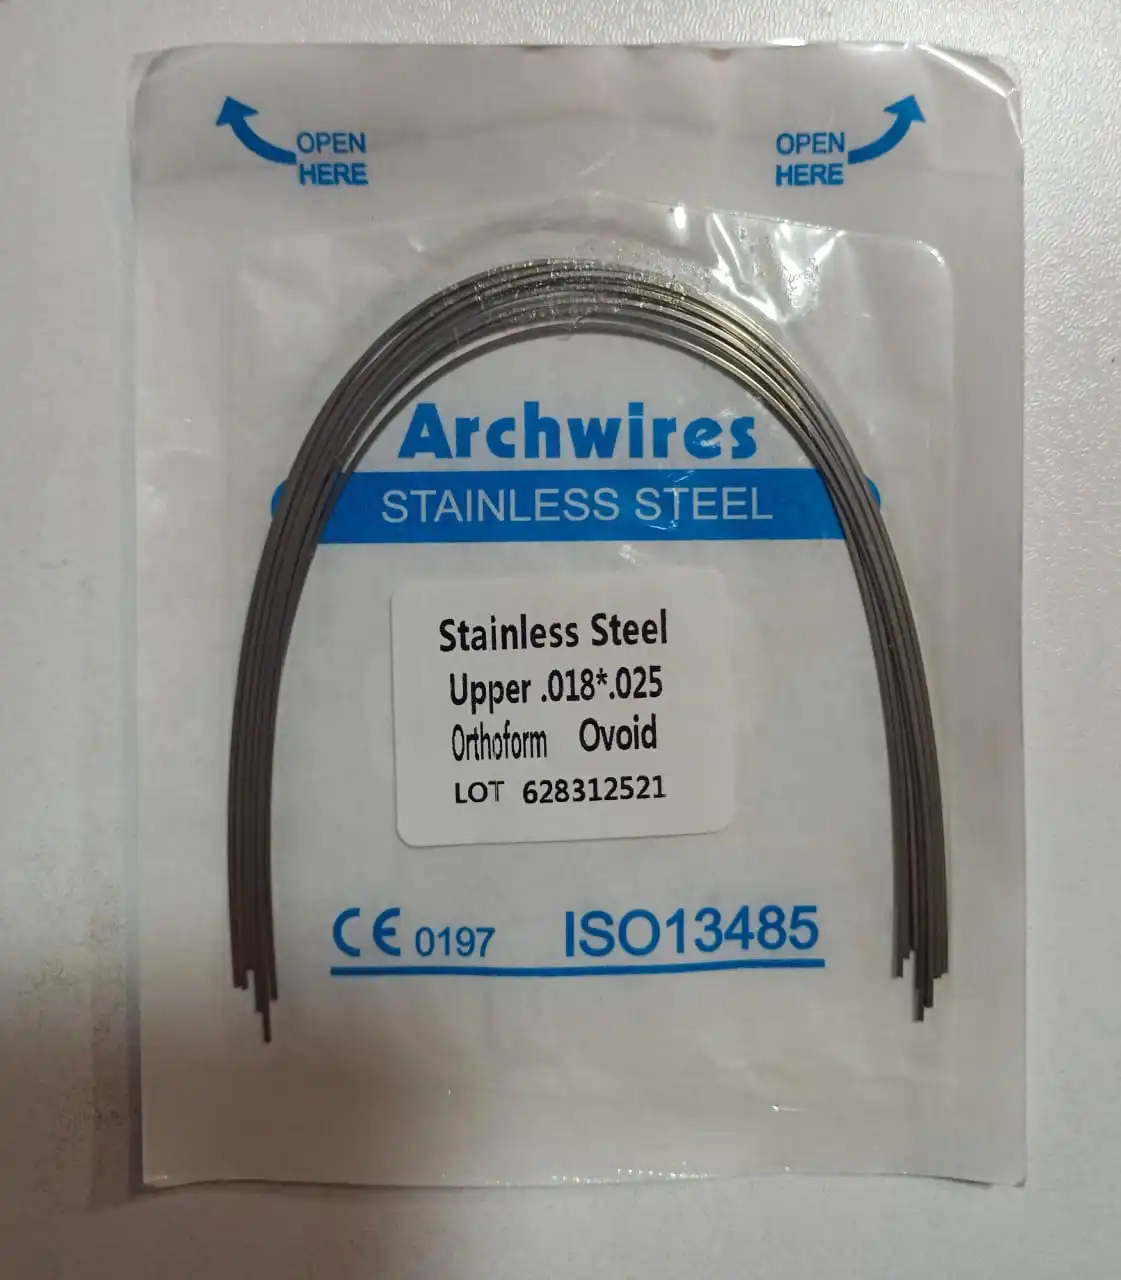 OPEN HERE
OPEN HERE
Archwires
STAINLESS STEEL
Stainless Steel
Upper .018*.025
Orthoform Ovoid
LOT 628312521
CE 0197 ISO13485